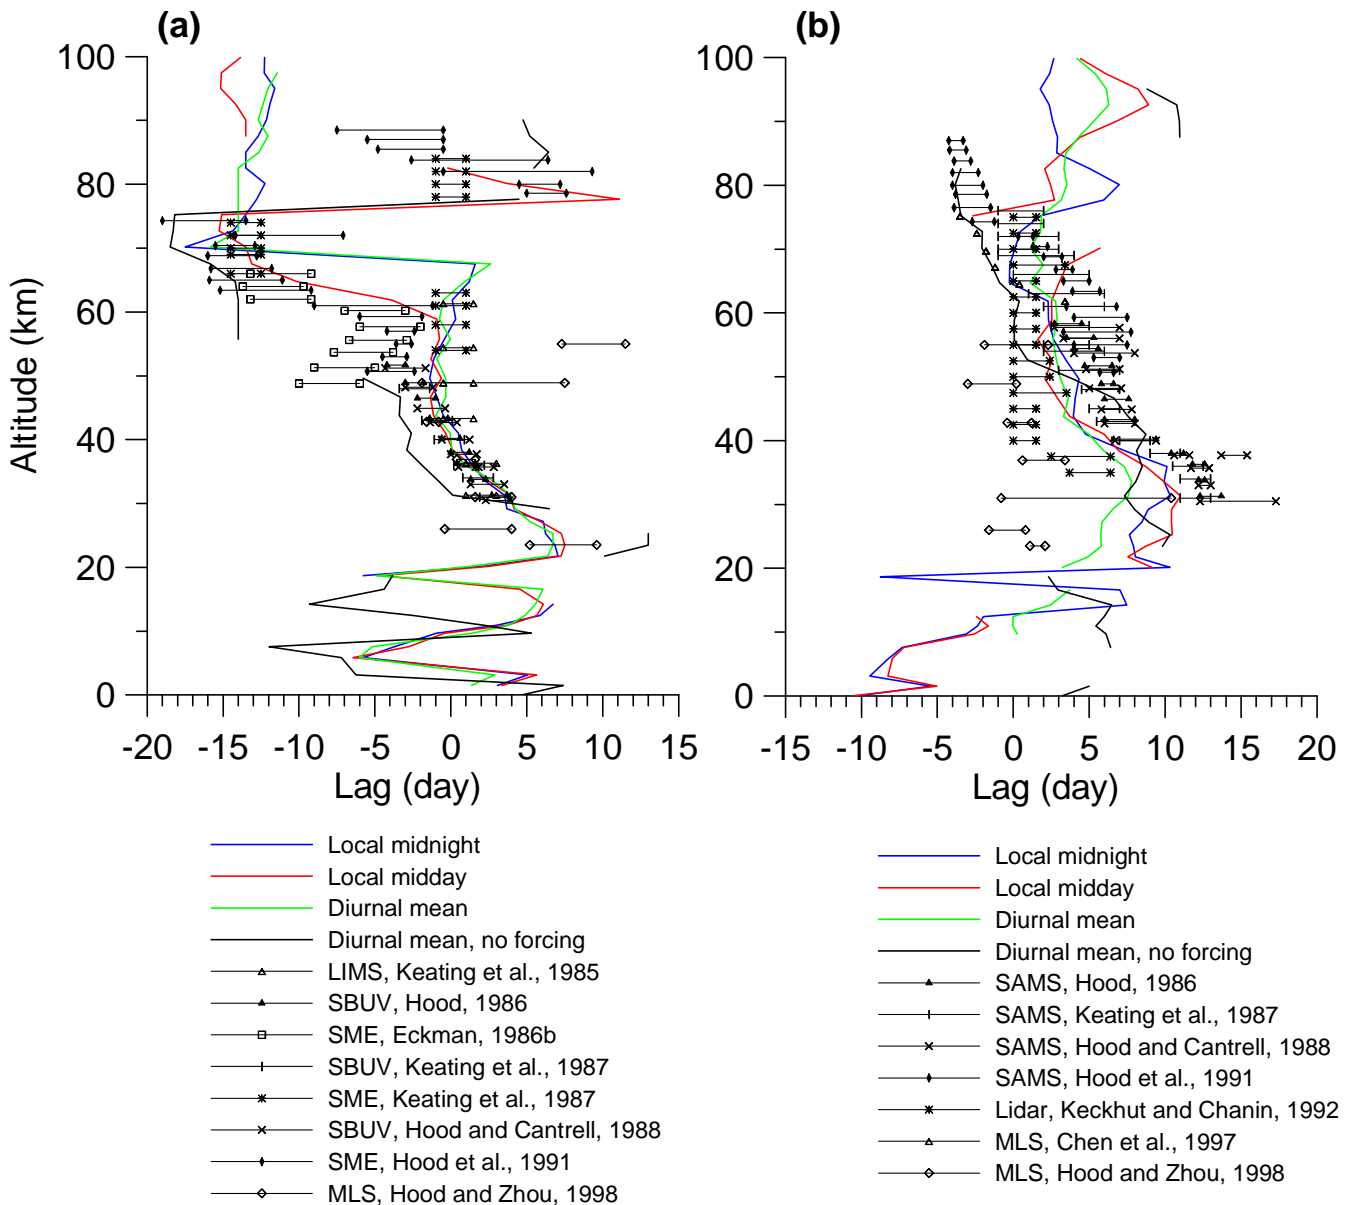 (a)
(b)
100
80
60
40
20
0
Altitude (km)
-20 -15 -10 -5 0 5 10 15
Lag (day)
100
80
60
40
20
0
-15 -10 -5 0 5 10 15 20
Lag (day)
Local midnight
Local midday
Diurnal mean
Diurnal mean, no forcing
LIMS, Keating et al., 1985
SBUV, Hood, 1986
SME, Eckman, 1986b
SBUV, Keating et al., 1987
SME, Keating et al., 1987
SBUV, Hood and Cantrell, 1988
SME, Hood et al., 1991
MLS, Hood and Zhou, 1998
Local midnight
Local midday
Diurnal mean
Diurnal mean, no forcing
SAMS, Hood, 1986
SAMS, Keating et al., 1987
SAMS, Hood and Cantrell, 1988
SAMS, Hood et al., 1991
Lidar, Keckhut and Chanin, 1992
MLS, Chen et al., 1997
MLS, Hood and Zhou, 1998